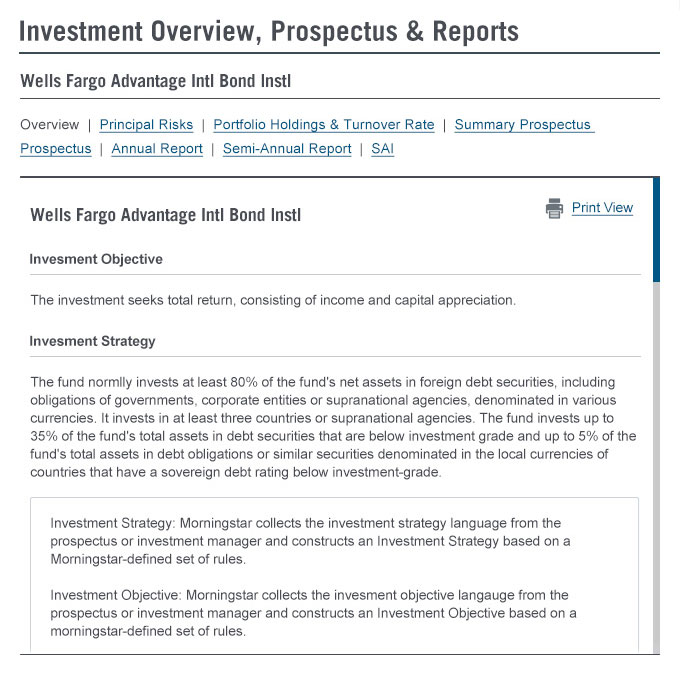 Investment Overview, Prospectus & Reports
Wells Fargo Advantage Intl Bond Instl
Overview | Principal Risks | Portfolio Holdings & Turnover Rate | Summary Prospectus
Prospectus | Annual Report | Semi-Annual Report | SAI
Wells Fargo Advantage Intl Bond Instl
Print View
Invesment Objective
The investment seeks total return, consisting of income and capital appreciation.
Invesment Strategy
The fund normlly invests at least 80% of the fund's net assets in foreign debt securities, including
obligations of governments, corporate entities or supranational agencies, denominated in various
currencies. It invests in at least three countries or supranational agencies. The fund invests up to
35% of the fund's total assets in debt securities that are below investment grade and up to 5% of the
fund's total assets in debt obligations or similar securities denominated in the local currencies of
countries that have a sovereign debt rating below investment-grade.
Investment Strategy: Morningstar collects the investment strategy language from the
prospectus or investment manager and constructs an Investment Strategy based on a
Morningstar-defined set of rules.
Investment Objective: Morningstar collects the invesment objective langauge from the
prospectus or investment manager and constructs an Investment Objective based on a
morningstar-defined set of rules.